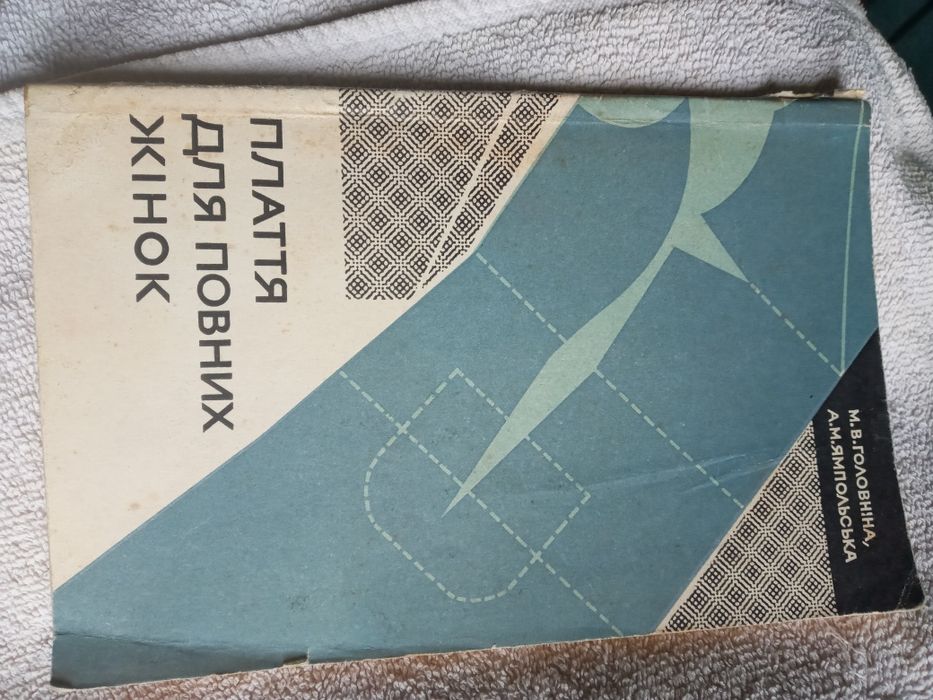 М.В.ГОЛОВНІНА,
А.М.ЯМПОЛЬСЬКА
ПЛАТТЯ
ДЛЯ ПОВНИХ
ЖІНОК